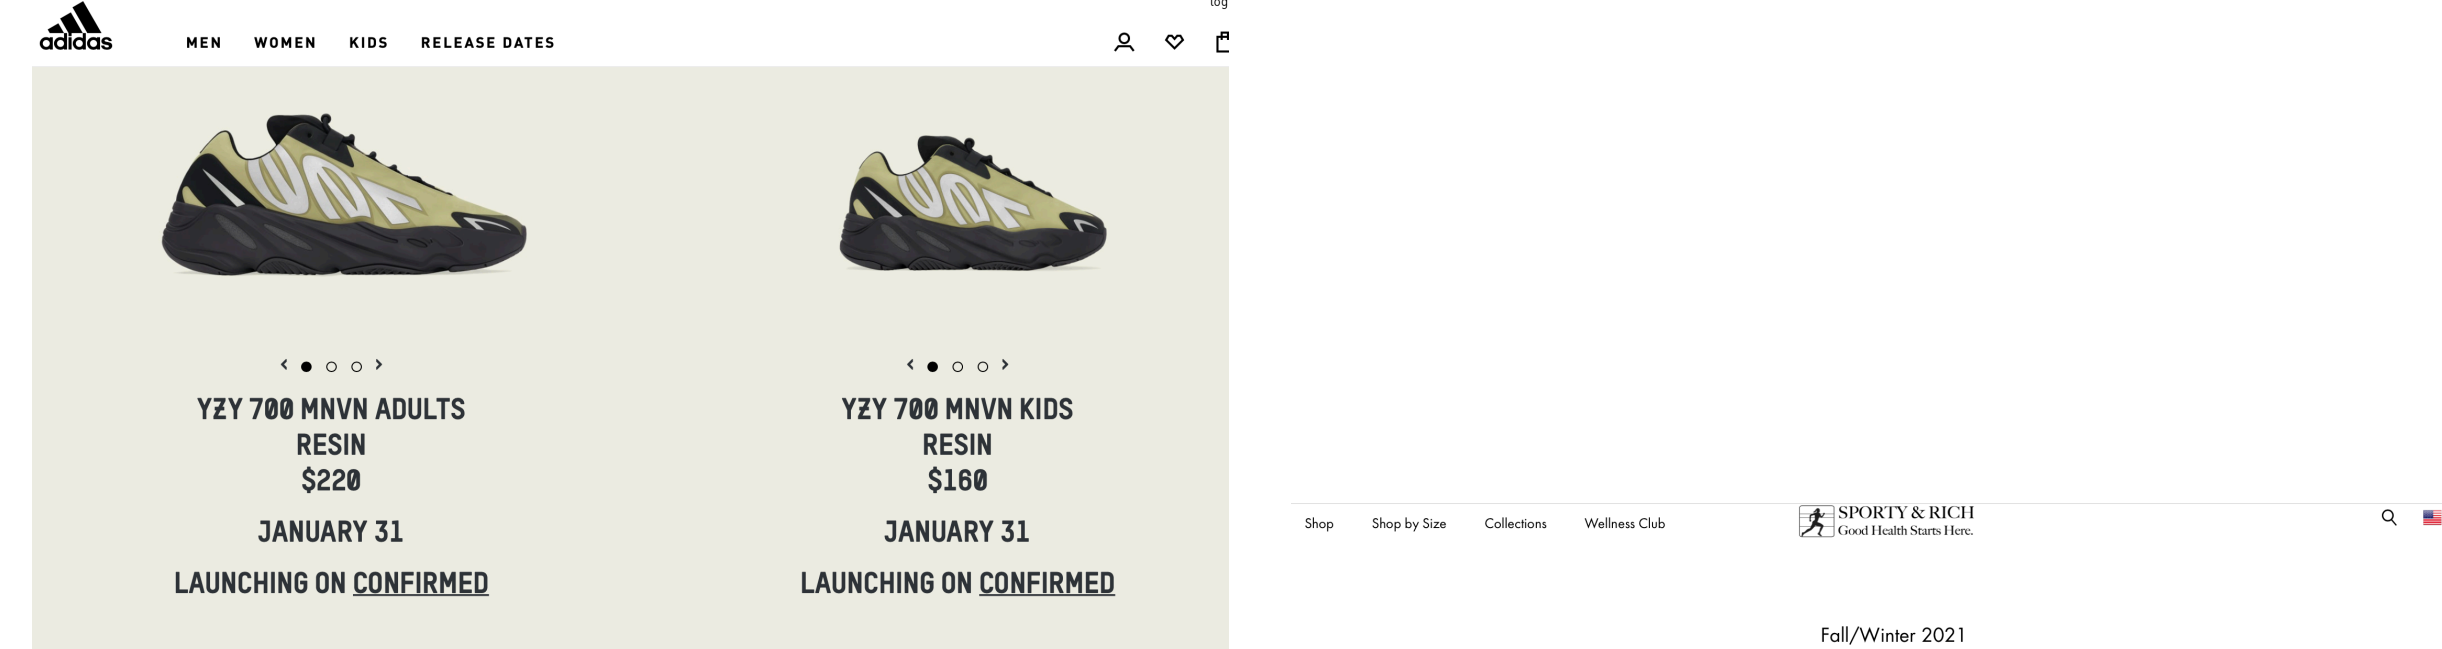 log
adidas
MEN WOMEN KIDS RELEASE DATES
YZY 700 MNVN ADULTS
RESIN
$220
JANUARY 31
LAUNCHING ON CONFIRMED
YZY 700 MNVN KIDS
RESIN
$160
JANUARY 31
LAUNCHING ON CONFIRMED
Shop Shop by Size Collections Wellness Club
SPORTY & RICH
Good Health Starts Here.
Fall/Winter 2021